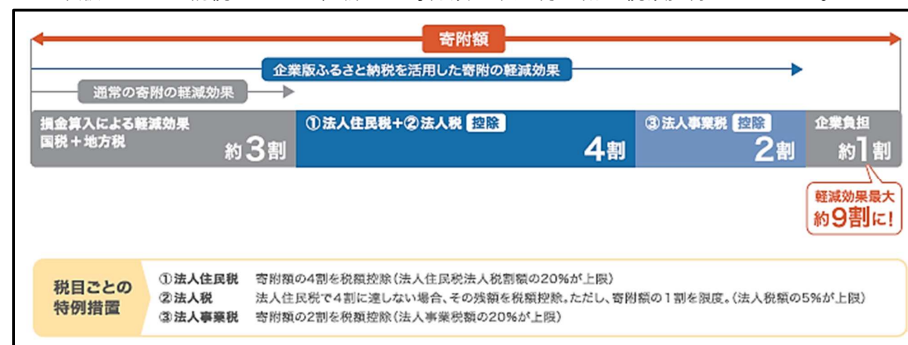 寄附額
企業版ふるさと納税を活用した寄附の軽減効果
通常の寄附の軽減効果
損金算入による軽減効果
国税+地方税
約3割
①法人住民税+②法人税 控除
4割
③法人事業税 控除
2割
企業負担
約1割
軽減効果最大
約9割に!
税目ごとの
特例措置
①法人住民税 寄附額の4割を税額控除(法人住民税法人税割額の20%が上限)
②法人税 法人住民税で4割に達しない場合、その残額を税額控除。ただし、寄附額の1割を限度。(法人税額の5%が上限)
③法人事業税 寄附額の2割を税額控除(法人事業税額の20%が上限)